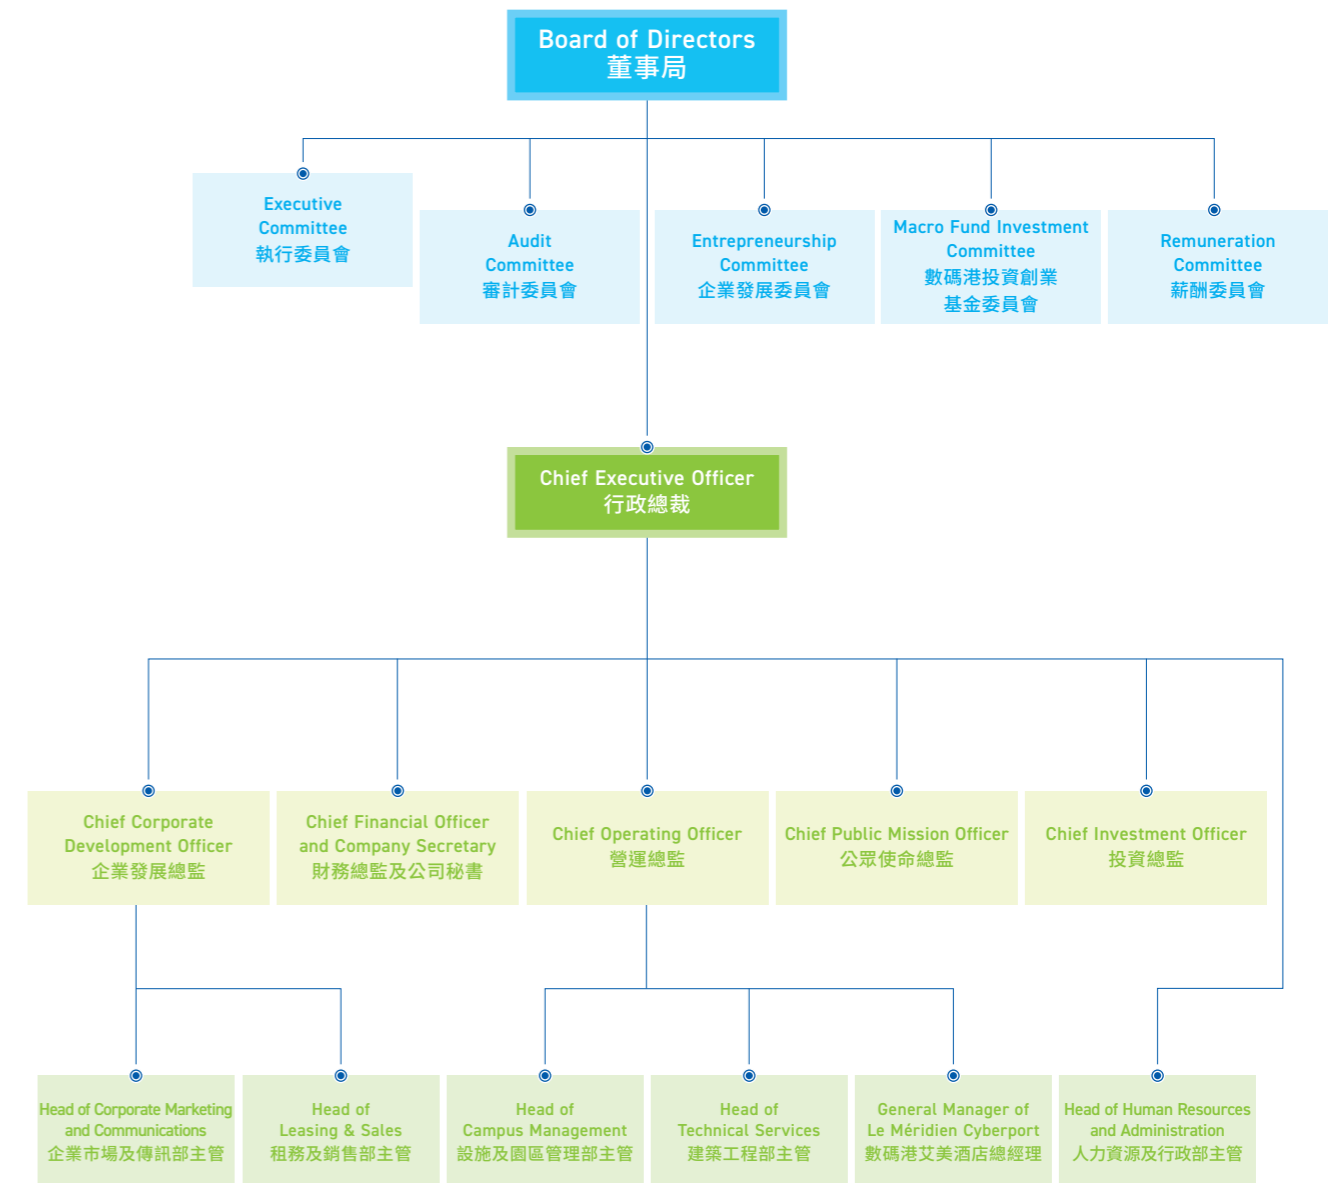 Board of Directors
董事局
Executive
Committee
執行委員會
Audit
Committee
審計委員會
Entrepreneurship
Committee
企業發展委員會
Macro Fund Investment
Committee
數碼港投資創業
基金委員會
Remuneration
Committee
薪酬委員會
Chief Executive Officer
行政總裁
Chief Corporate
Development Officer
企業發展總監
Chief Financial Officer
and Company Secretary
財務總監及公司秘書
Chief Operating Officer
營運總監
Chief Public Mission Officer
公眾使命總監
Chief Investment Officer
投資總監
Head of Corporate Marketing
and Communications
企業市場及傳訊部主管
Head of
Leasing & Sales
租務及銷售部主管
Head of
Campus Management
設施及園區管理部主管
Head of
Technical Services
建築工程部主管
General Manager of
Le Méridien Cyberport
數碼港艾美酒店總經理
Head of Human Resources
and Administration
人力資源及行政部主管